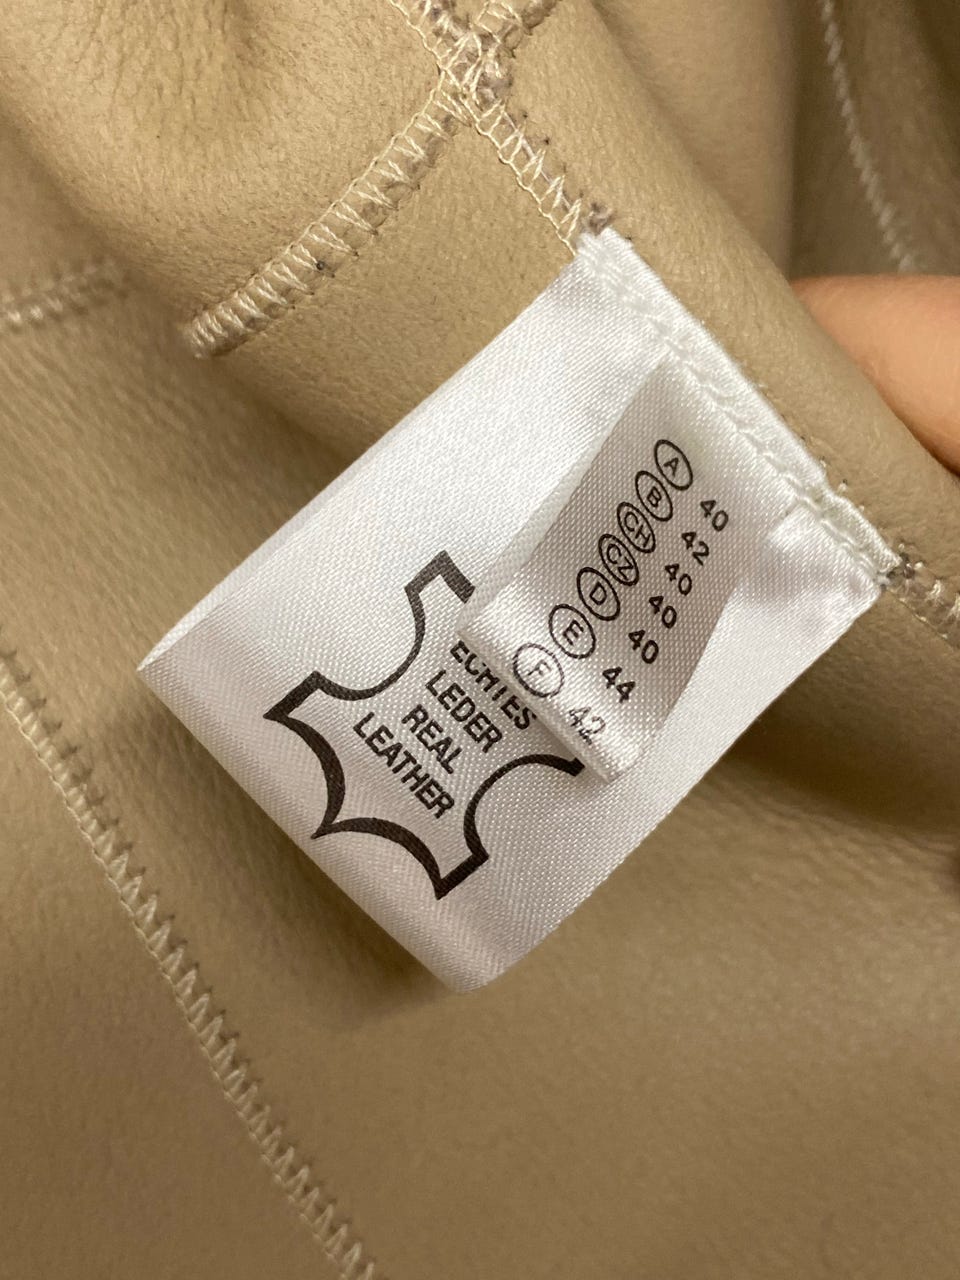 A 40
B 42
CH 40
CZ 40
D 40
E 44
F 42
ECHTES
LEDER
REAL
LEATHER